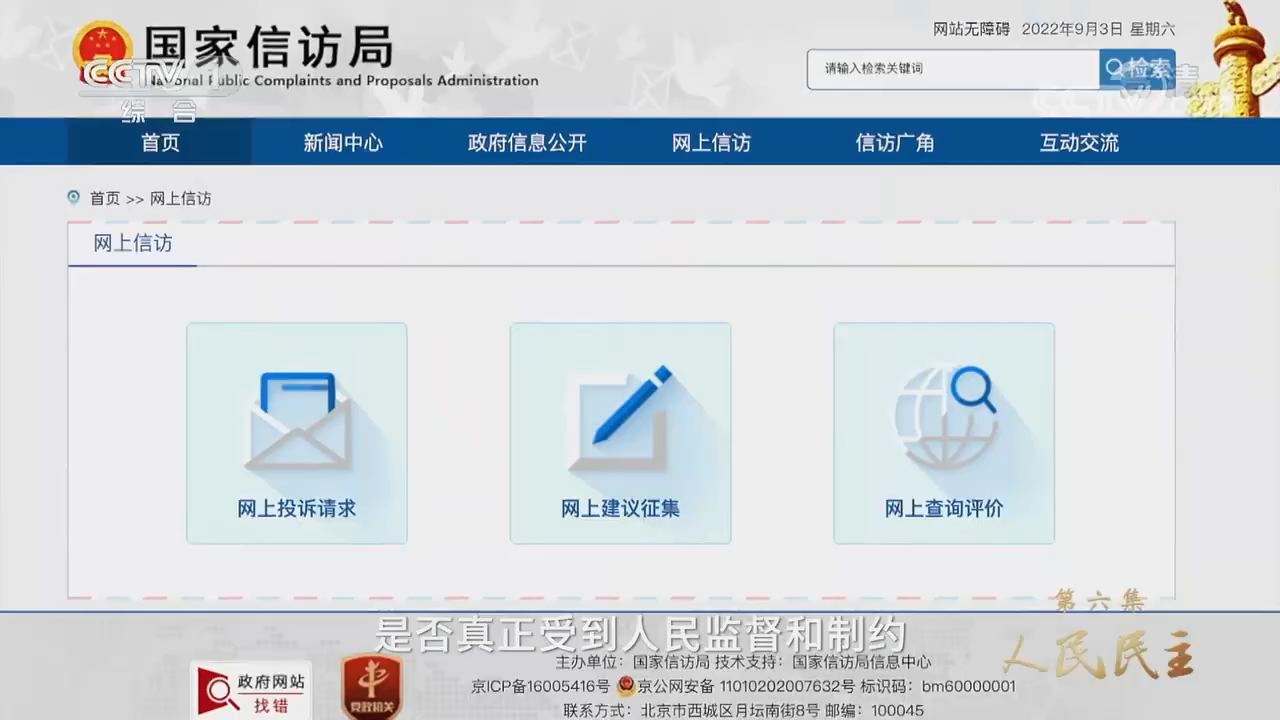 国家信访局
National Public Complaints and Proposals Administration
CCTV 1
综合
网站无障碍 2022年9月3日 星期六
请输入检索关键词
检索
首页 新闻中心 政府信息公开 网上信访 信访广角 互动交流
首页 >> 网上信访
网上信访
网上投诉请求 网上建议征集 网上查询评价
第六集
人民民主
是否真正受到人民监督和制约
政府网站
找错
党政机关
主办单位：国家信访局 技术支持：国家信访局信息中心
京ICP备16005416号 京公网安备 11010202007632号 标识码：bm60000001
联系方式：北京市西城区月坛南街8号 邮编：100045